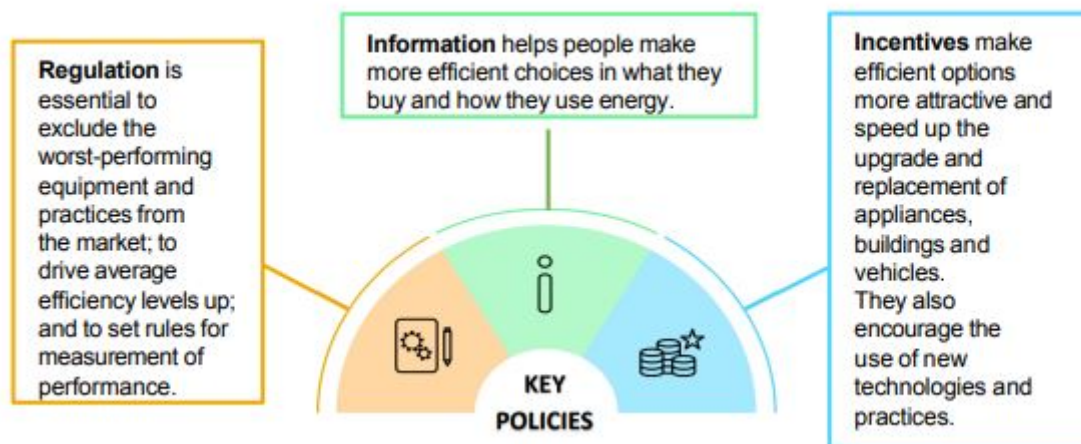 Regulation is
essential to
exclude the
worst-performing
equipment and
practices from
the market; to
drive average
efficiency levels up;
and to set rules for
measurement of
performance.
Information helps people make
more efficient choices in what they
buy and how they use energy.
Incentives make
efficient options
more attractive and
speed up the
upgrade and
replacement of
appliances,
buildings and
vehicles.
They also
encourage the
use of new
technologies and
practices.
KEY
POLICIES